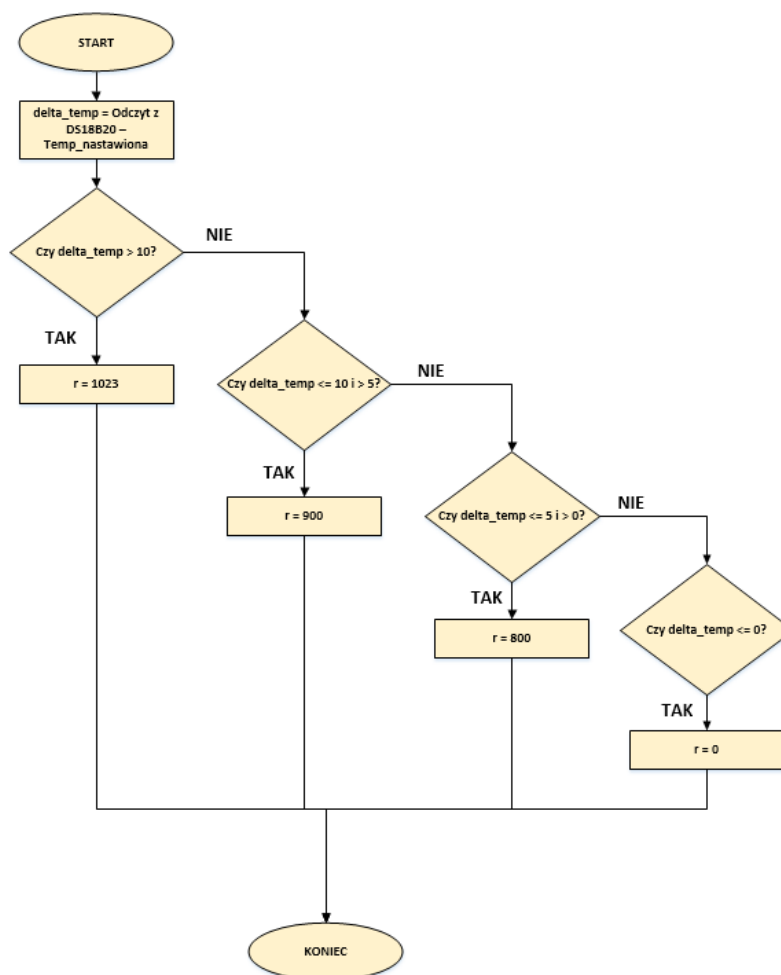 START
delta_temp = Odczyt z
DS18B20 –
Temp_nastawiona
Czy delta_temp > 10?
NIE
TAK
r = 1023
Czy delta_temp <= 10 i > 5?
NIE
TAK
r = 900
Czy delta_temp <= 5 i > 0?
NIE
TAK
r = 800
Czy delta_temp <= 0?
TAK
r = 0
KONIEC